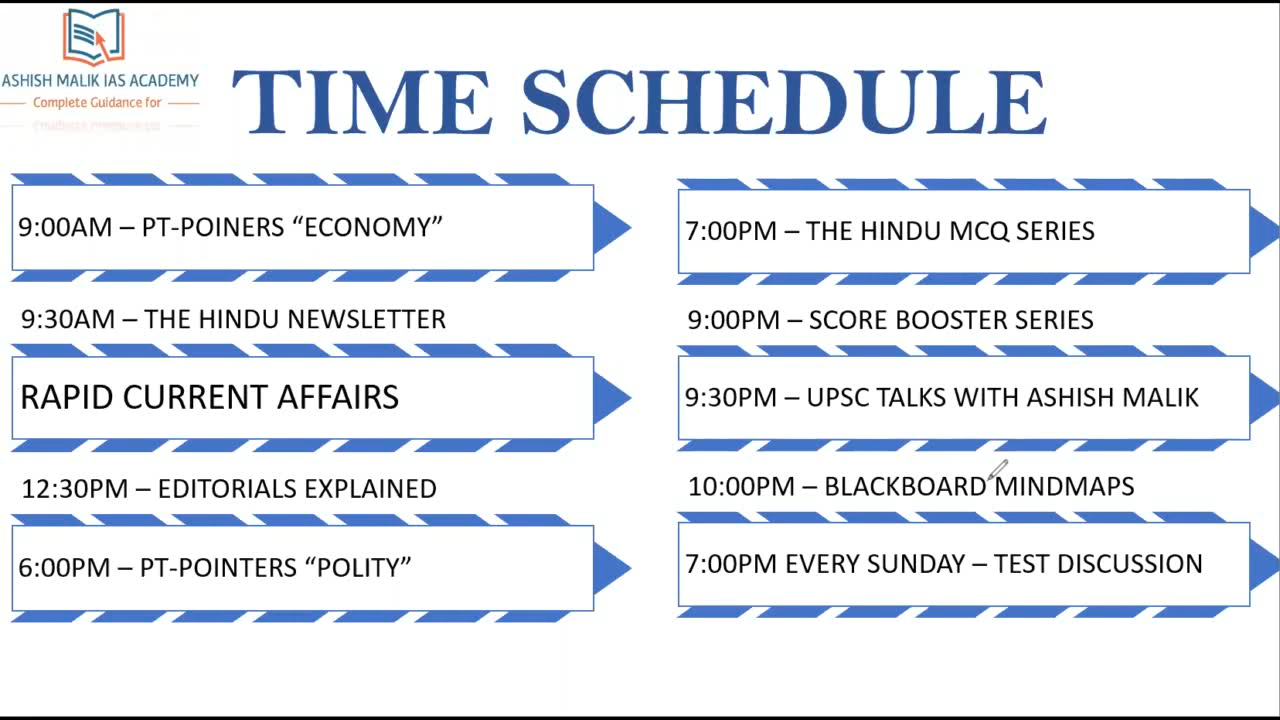 ASHISH MALIK IAS ACADEMY
Complete Guidance for
TIME SCHEDULE
9:00AM – PT-POINERS “ECONOMY”
9:30AM – THE HINDU NEWSLETTER
RAPID CURRENT AFFAIRS
12:30PM – EDITORIALS EXPLAINED
6:00PM – PT-POINTERS “POLITY”
7:00PM – THE HINDU MCQ SERIES
9:00PM – SCORE BOOSTER SERIES
9:30PM – UPSC TALKS WITH ASHISH MALIK
10:00PM – BLACKBOARD MINDMAPS
7:00PM EVERY SUNDAY – TEST DISCUSSION